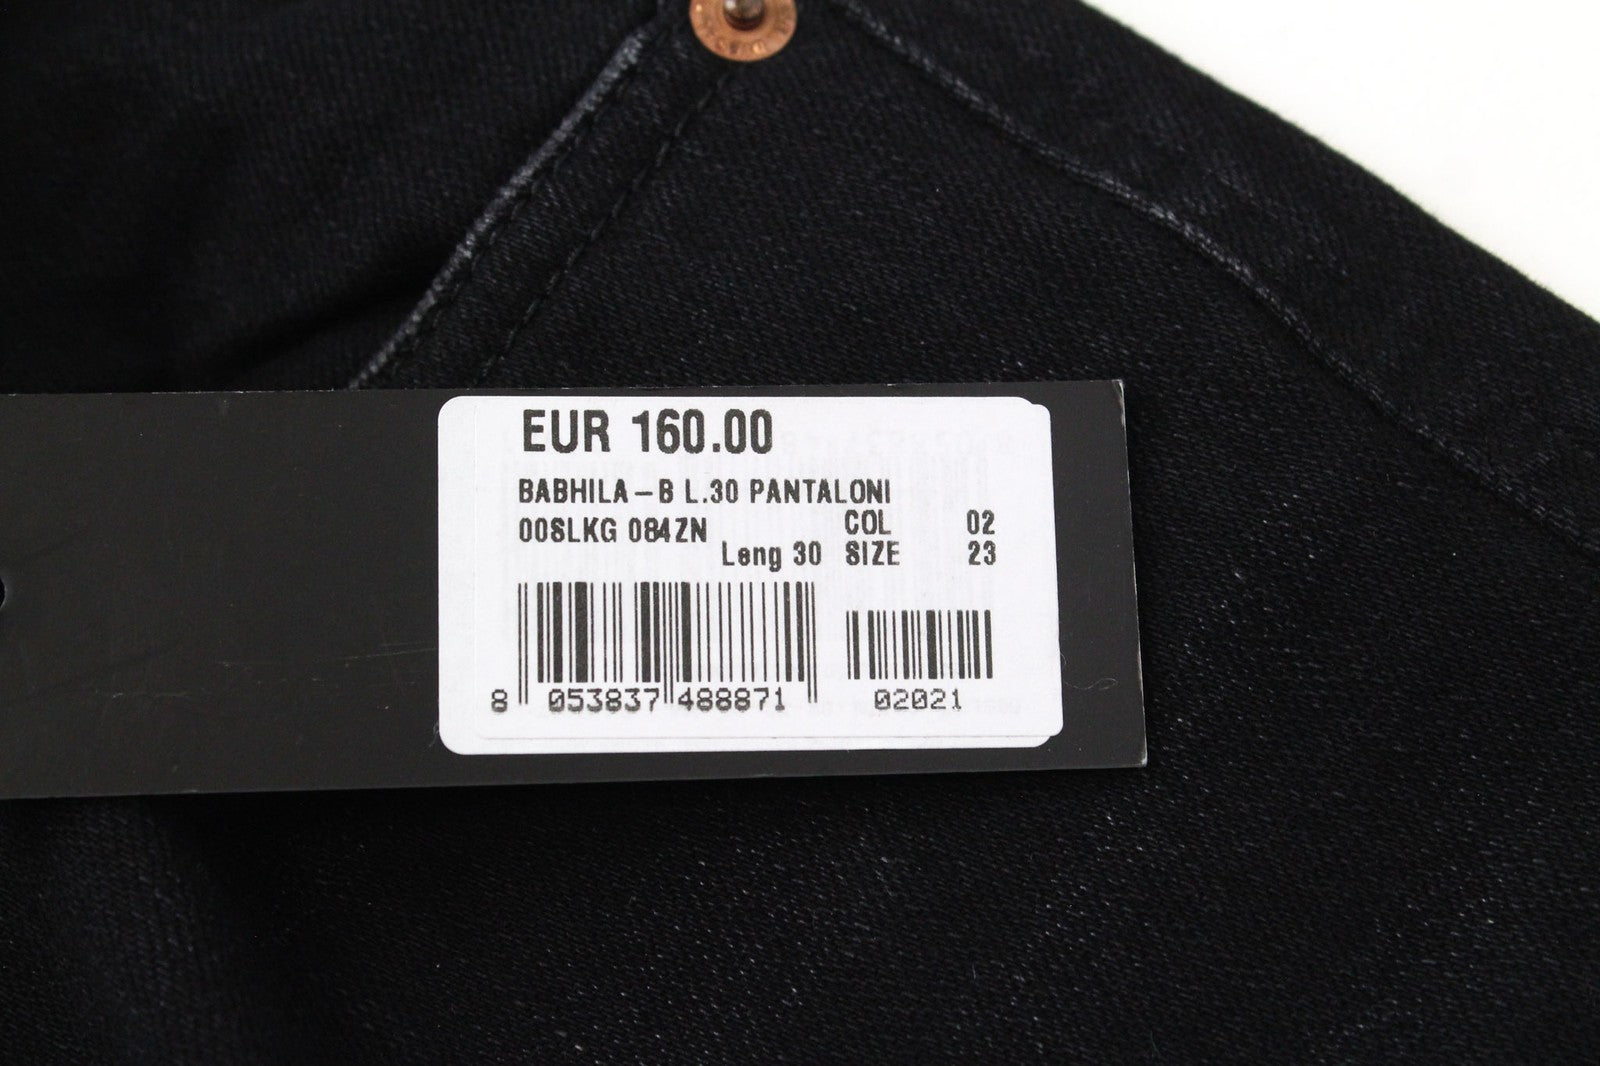 EUR 160.00
BABHILA-B L.30 PANTALONI
00SLKG 084ZN COL 02
Leng 30 SIZE 23
8 053837 488871 02021